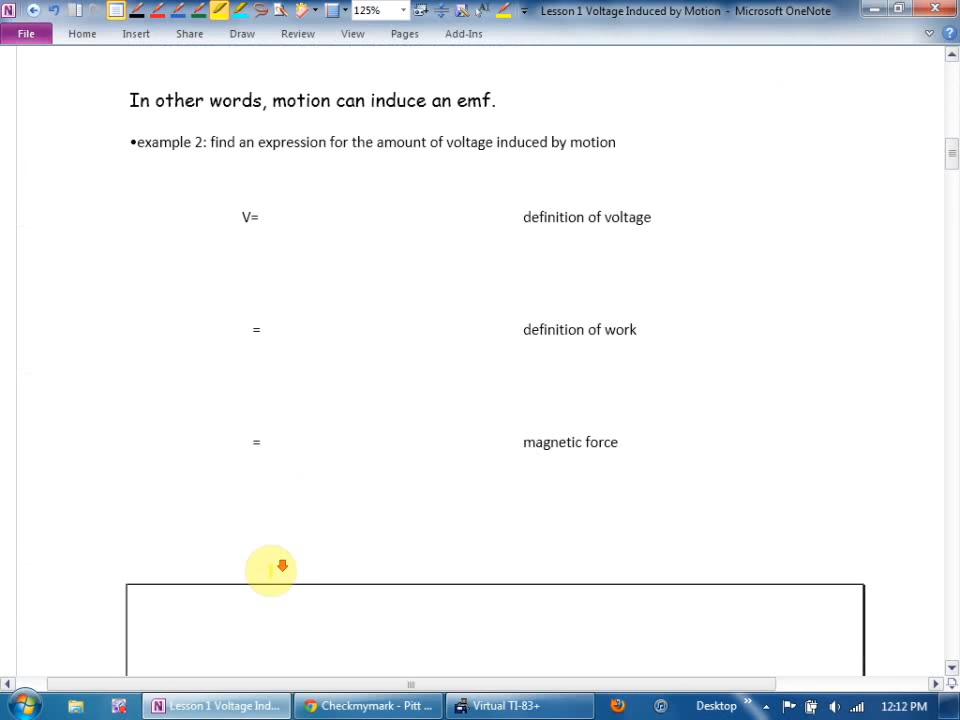 125%
Lesson 1 Voltage Induced by Motion - Microsoft OneNote
File Home Insert Share Draw Review View Pages Add-Ins
In other words, motion can induce an emf.
•example 2: find an expression for the amount of voltage induced by motion
V= definition of voltage
= definition of work
= magnetic force
Lesson 1 Voltage Ind... Checkmymark - Pitt ... Virtual TI-83+ Desktop » 12:12 PM